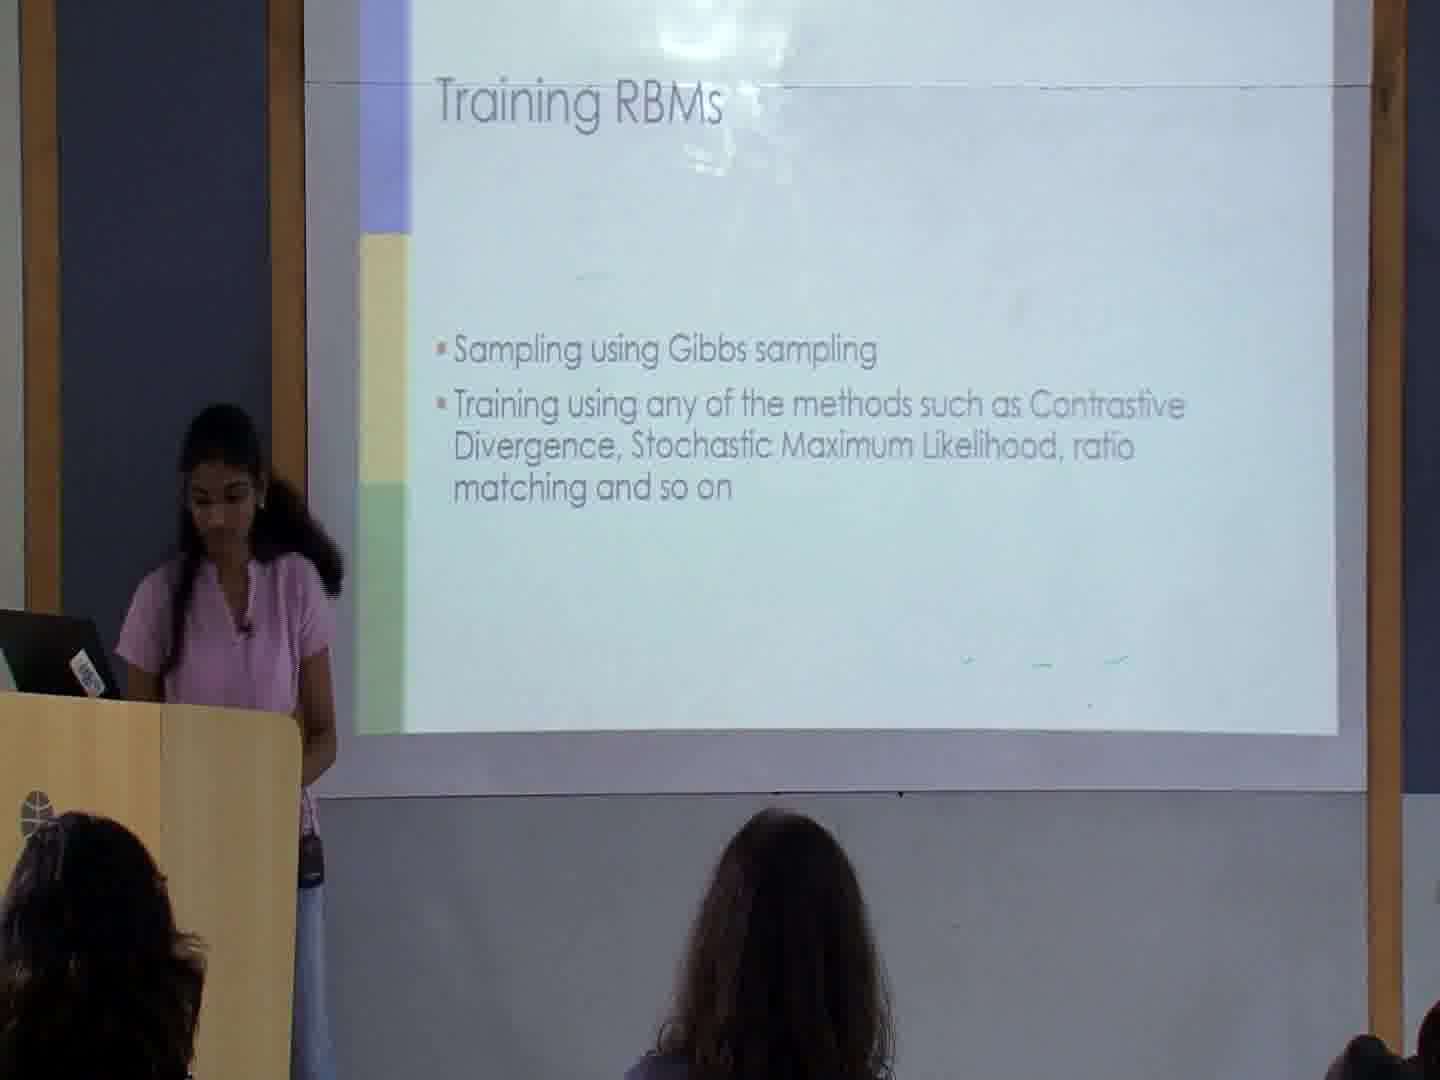 Training RBMs
Sampling using Gibbs sampling
Training using any of the methods such as Contrastive
Divergence, Stochastic Maximum Likelihood, ratio
matching and so on